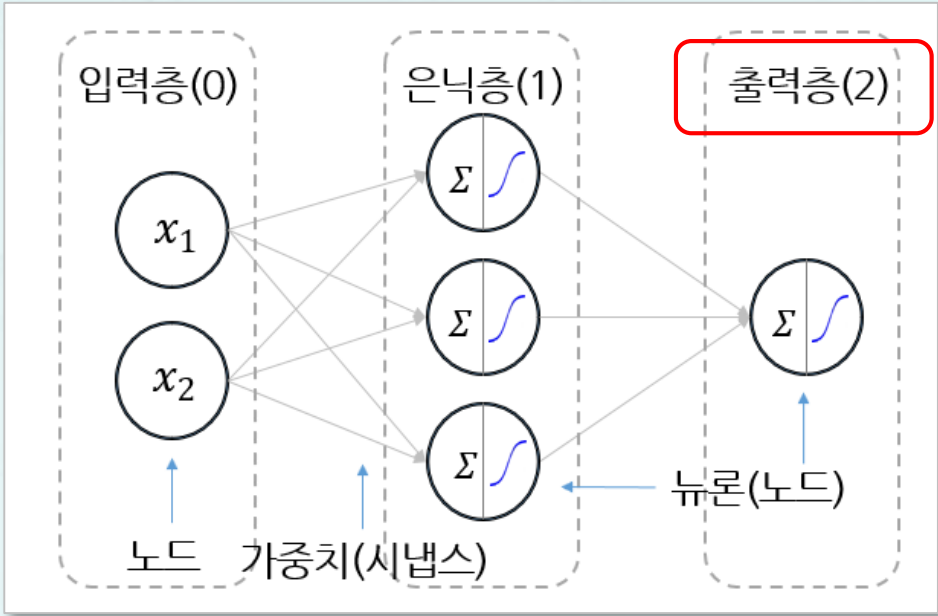 입력층(0)
은닉층(1)
출력층(2)
x₁
x₂
Σ
Σ
Σ
Σ
노드
가중치(시냅스)
뉴론(노드)